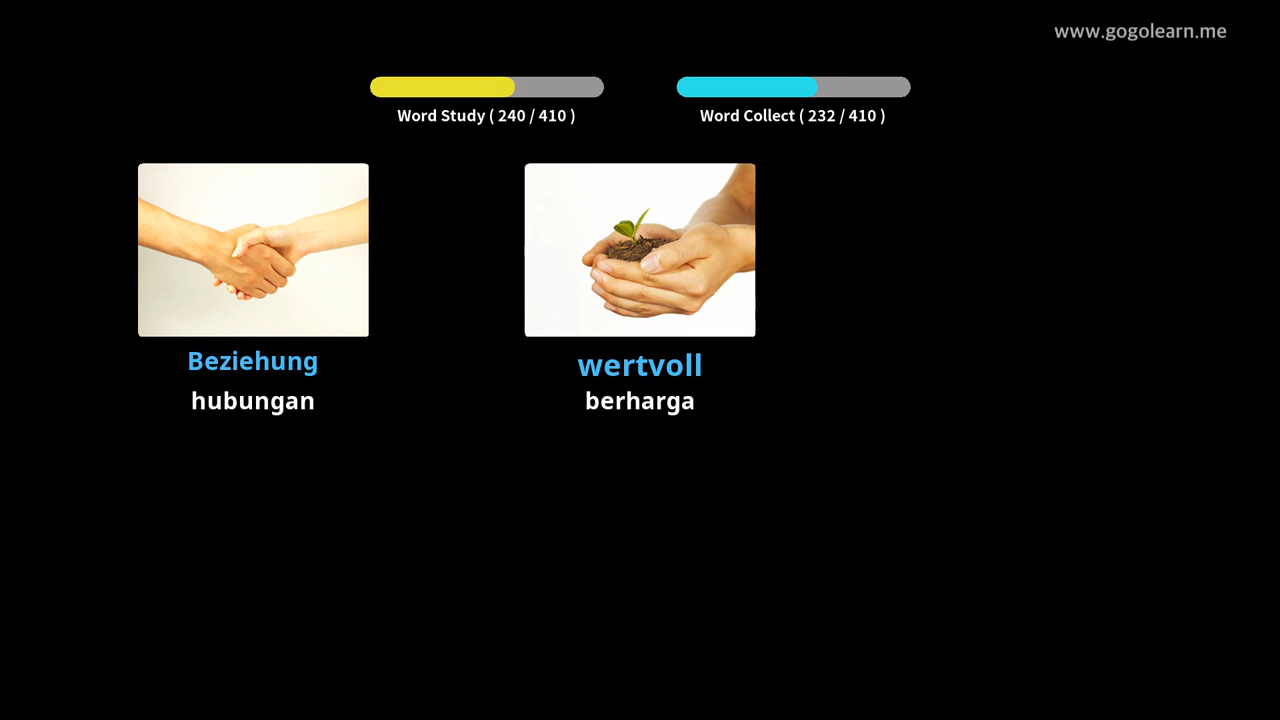 www.gogolearn.me
Word Study ( 240 / 410 )
Word Collect ( 232 / 410 )
Beziehung
hubungan
wertvoll
berharga